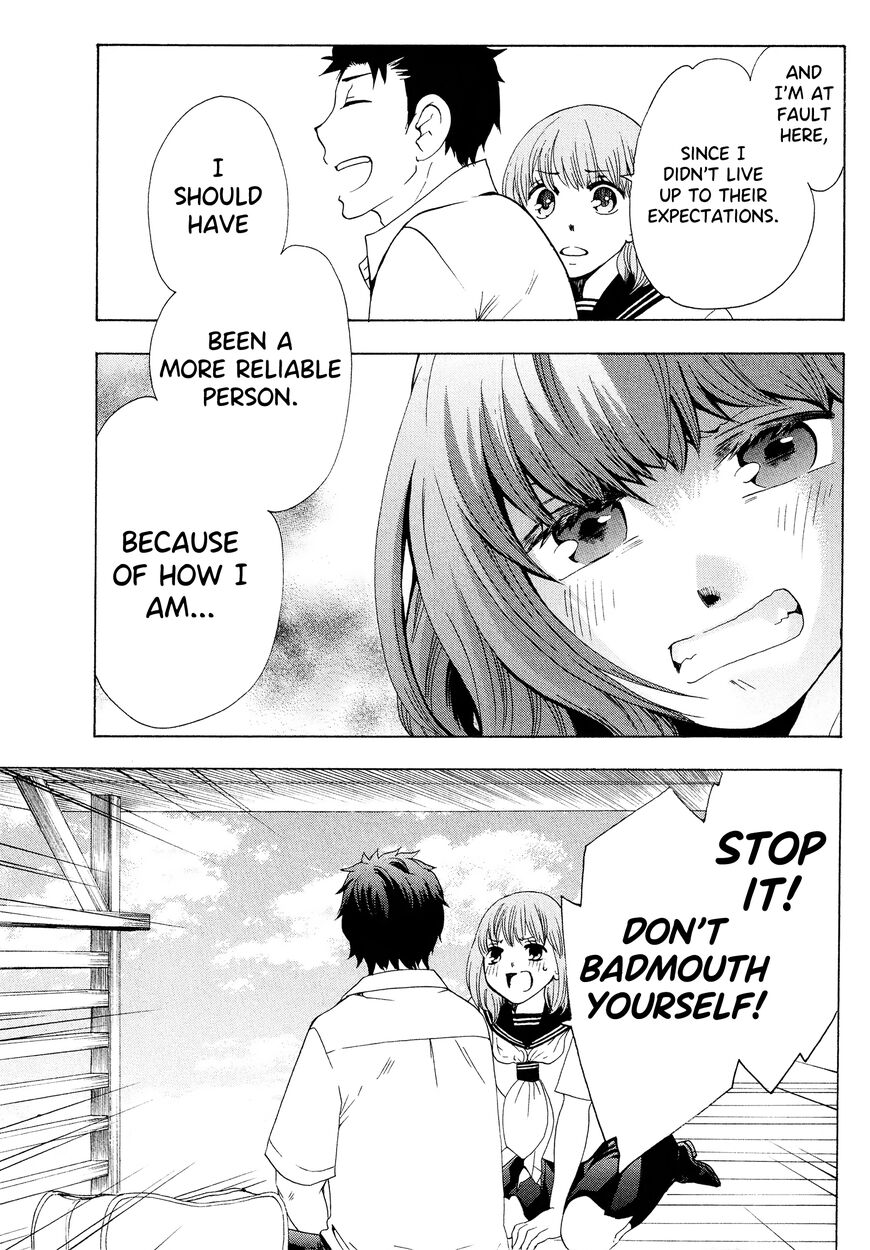 AND
I'M AT
FAULT
HERE,
SINCE I
DIDN'T LIVE
UP TO THEIR
EXPECTATIONS.
I
SHOULD
HAVE
BEEN A
MORE RELIABLE
PERSON.
BECAUSE
OF HOW I
AM...
STOP
IT!
DON'T
BADMOUTH
YOURSELF!